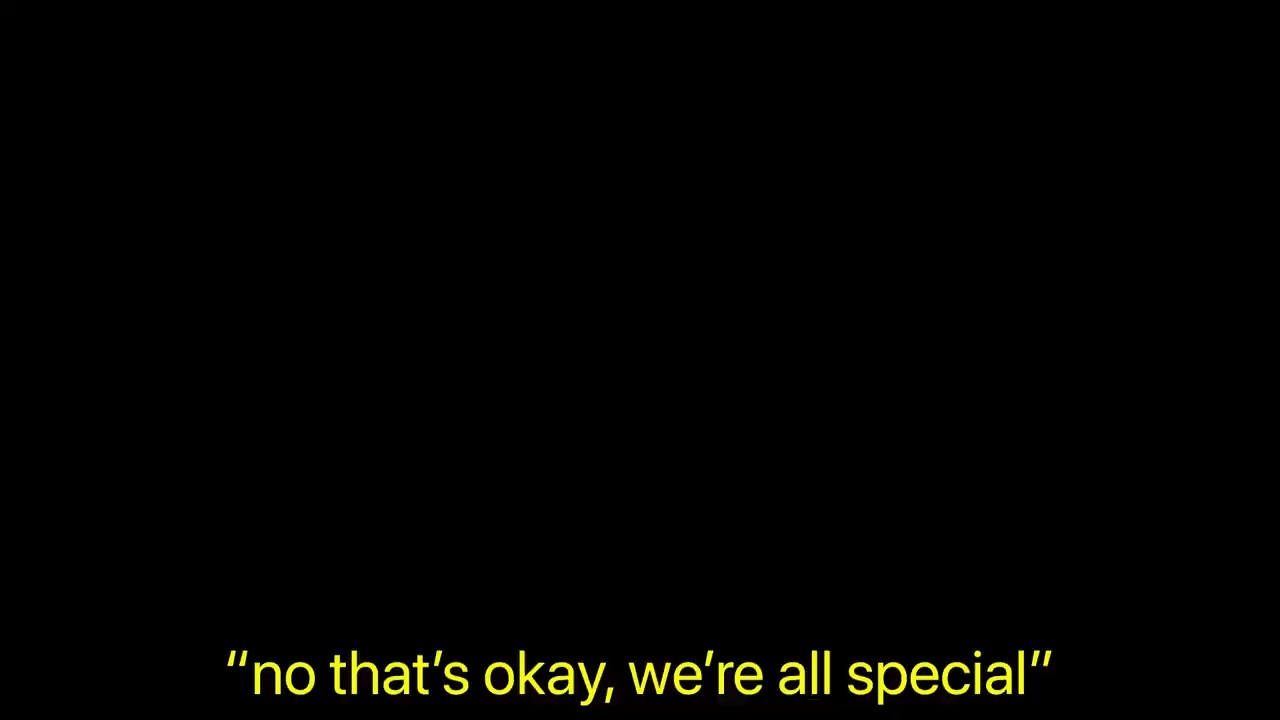 “no that’s okay, we’re all special”